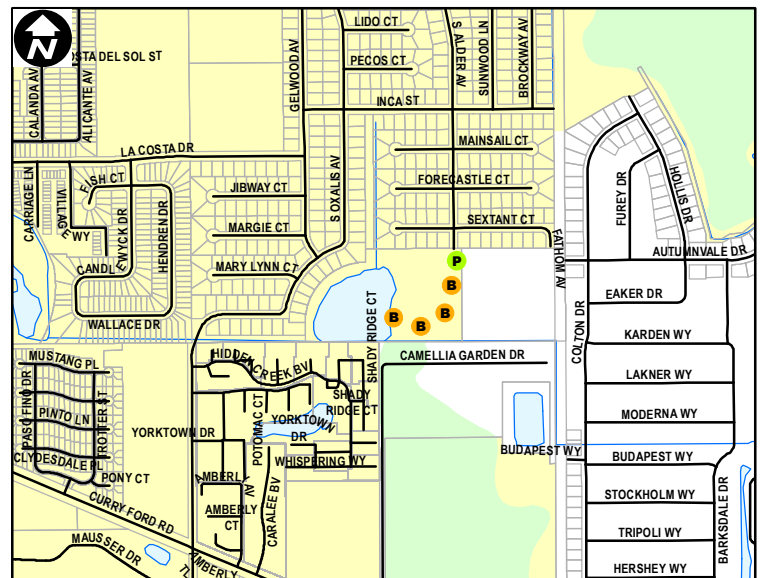 N
LIDO CT
OSTA DEL SOL ST
PECOS CT
CALANDA AV
ALICANTE AV
GELWOOD AV
S ALDER AV
SUNWOOD LN
BROCKWAY AV
INCA ST
LA COSTA DR
MAINSAIL CT
FISH CT
JIBWAY CT
FORECASTLE CT
CARRIAGE LN
VILLAGE WY
EWYCK DR
CANDL
HENDREN DR
S OXALIS AV
MARGIE CT
SEXTANT CT
FATHOM AV
FUREY DR
HOLLIS DR
AUTUMNVALE DR
MARY LYNN CT
P
B
B
B
B
EAKER DR
WALLACE DR
SHADY RIDGE CT
COLTON DR
KARDEN WY
MUSTANG PL
HIDDEN CREEK BV
CAMELLIA GARDEN DR
LAKNER WY
PASO FINO DR
PINTO LN
TROTTER ST
POTOMAC CT
SHADY
RIDGE CT
MODERNA WY
YORKTOWN DR
YORKTOWN
DR
BUDAPEST WY
BUDAPEST WY
CLYDESDALE PL
WHISPERING WY
PONY CT
AMBERLY AV
CARALEE BV
STOCKHOLM WY
BARKSDALE DR
CURRY FORD RD
AMBERLY
CT
TRIPOLI WY
MAUSSER DR
AMBERLY
HERSHEY WY